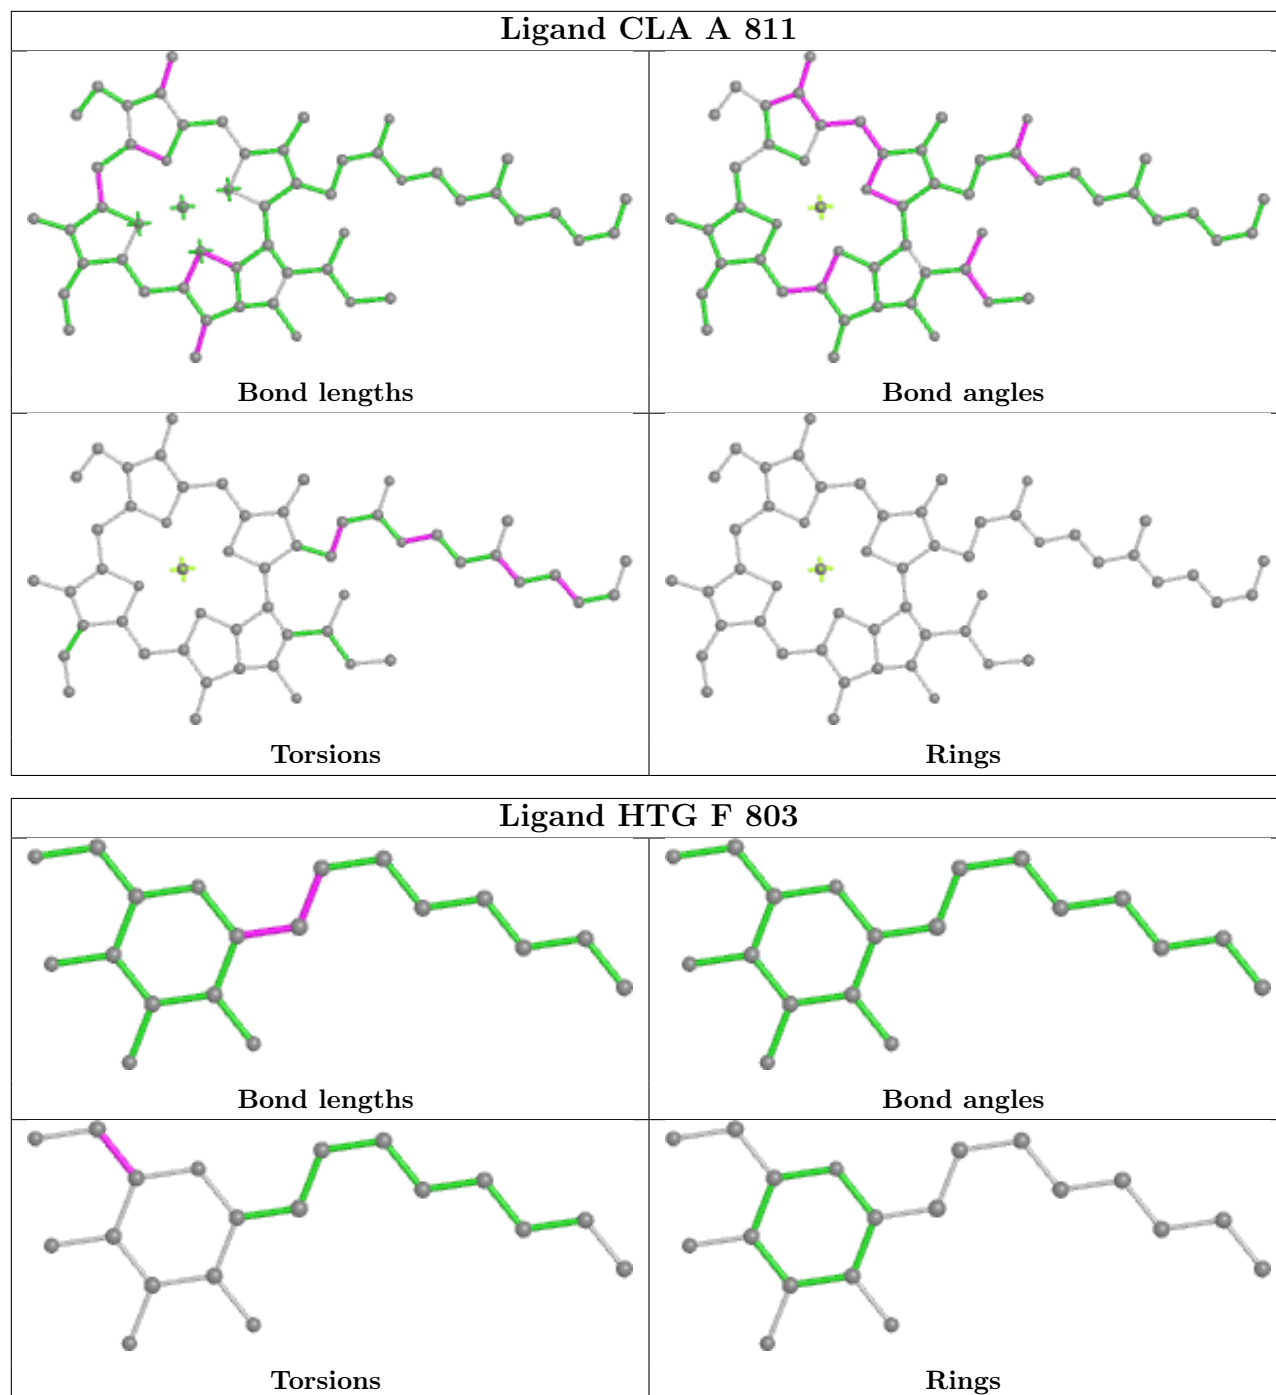 Ligand CLA A 811
Bond lengths
Bond angles
Torsions
Rings
Ligand HTG F 803
Bond lengths
Bond angles
Torsions
Rings